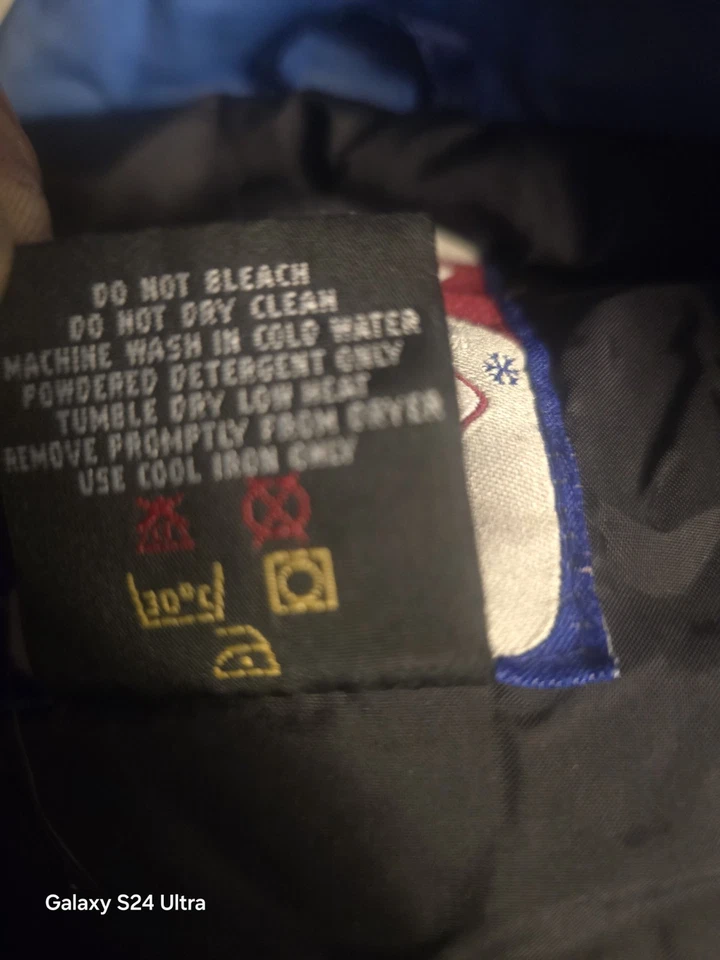 DO NOT BLEACH
DO NOT DRY CLEAN
MACHINE WASH IN COLD WATER
POWDERED DETERGENT ONLY
TUMBLE DRY LOW HEAT
REMOVE PROMPTLY FROM DRYER
USE COOL IRON ONLY
30°C
Galaxy S24 Ultra